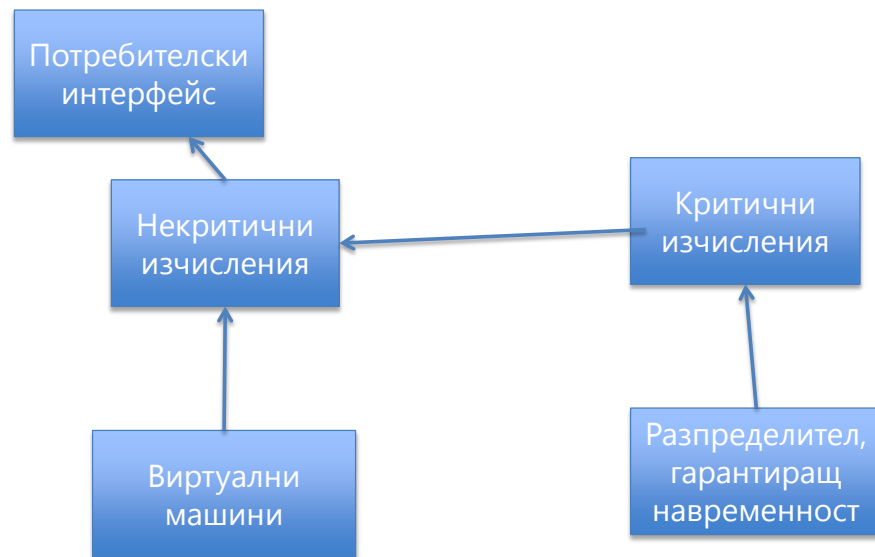 Потребителски
интерфейс
Некритични
изчисления
Критични
изчисления
Виртуални
машини
Разпределител,
гарантиращ
навременност